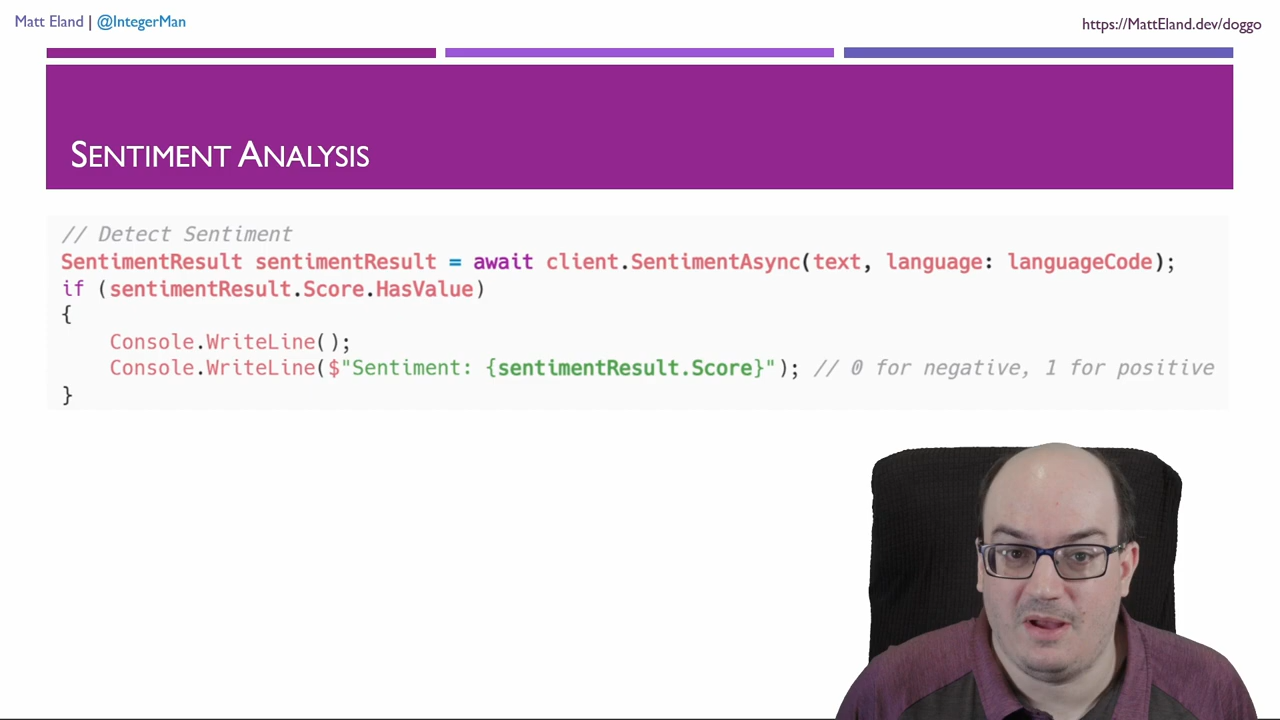 Matt Eland | @IntegerMan
https://MattEland.dev/doggo
SENTIMENT ANALYSIS
// Detect Sentiment
SentimentResult sentimentResult = await client.SentimentAsync(text, language: languageCode);
if (sentimentResult.Score.HasValue)
{
    Console.WriteLine();
    Console.WriteLine($"Sentiment: {sentimentResult.Score}"); // 0 for negative, 1 for positive
}